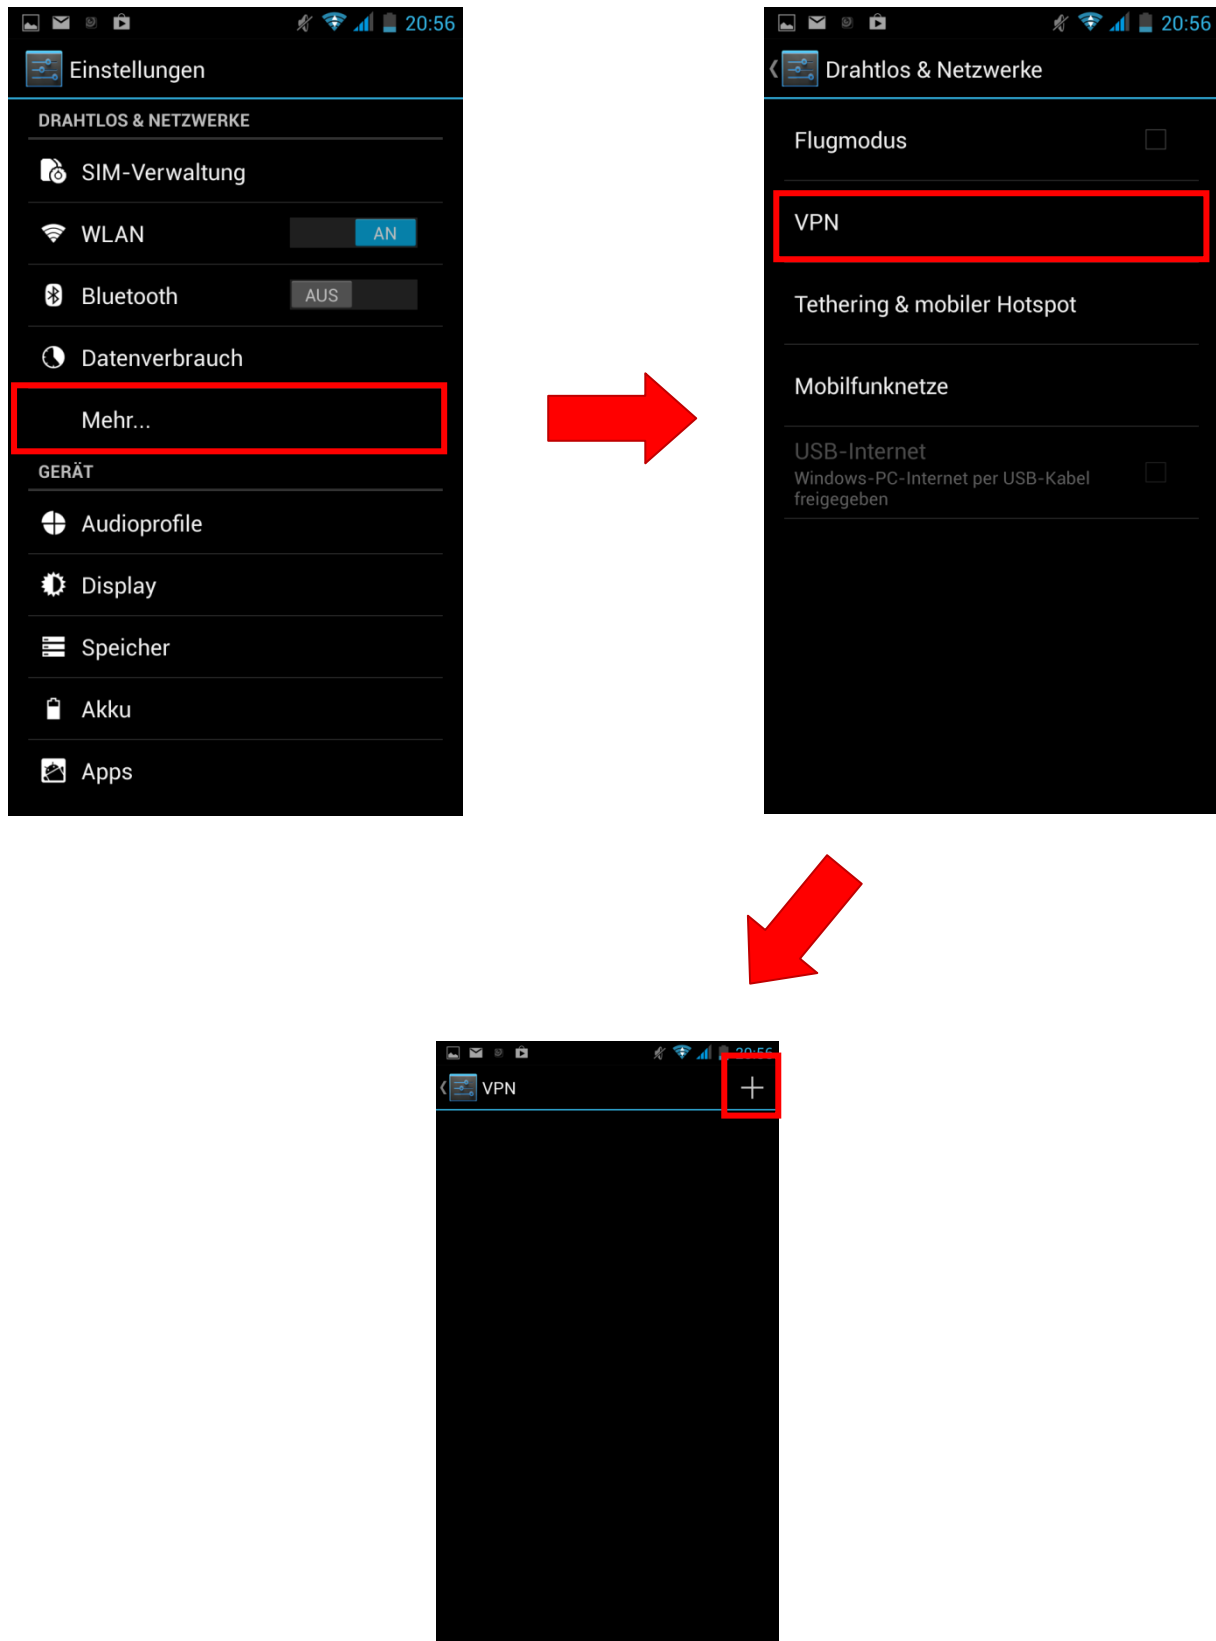 20:56
Einstellungen
DRAHTLOS & NETZWERKE
SIM-Verwaltung
WLAN AN
Bluetooth AUS
Datenverbrauch
Mehr...
GERÄT
Audioprofile
Display
Speicher
Akku
Apps
20:56
Drahtlos & Netzwerke
Flugmodus
VPN
Tethering & mobiler Hotspot
Mobilfunknetze
USB-Internet
Windows-PC-Internet per USB-Kabel
freigegeben
20:56
VPN